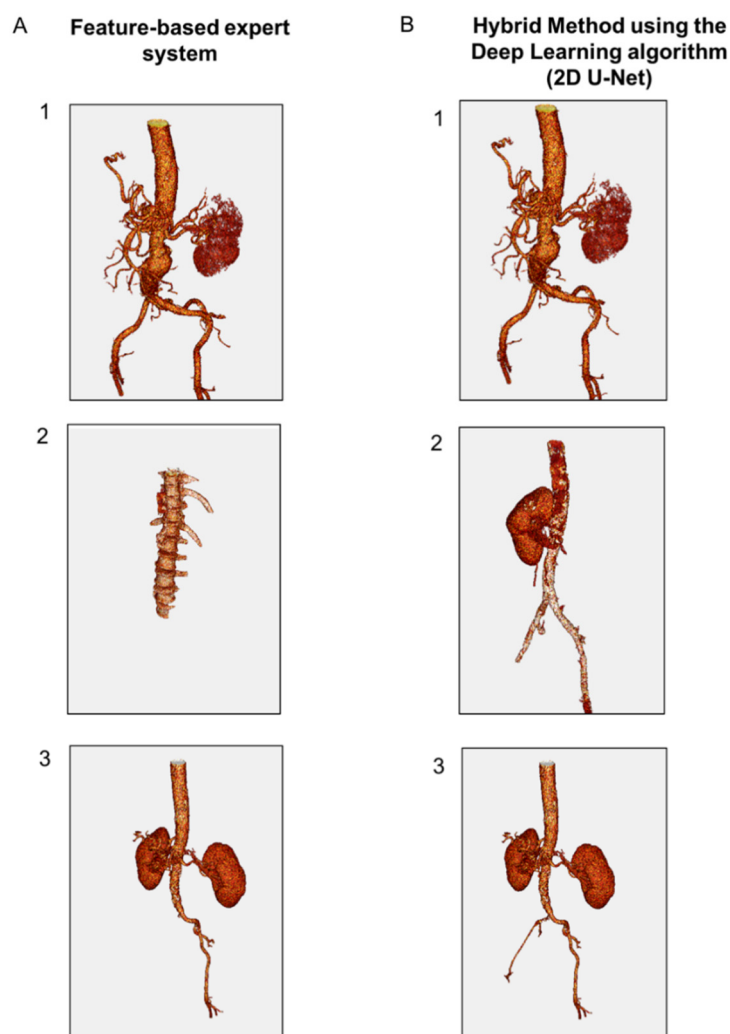 A
Feature-based expert
system
B
Hybrid Method using the
Deep Learning algorithm
(2D U-Net)
1
1
2
2
3
3